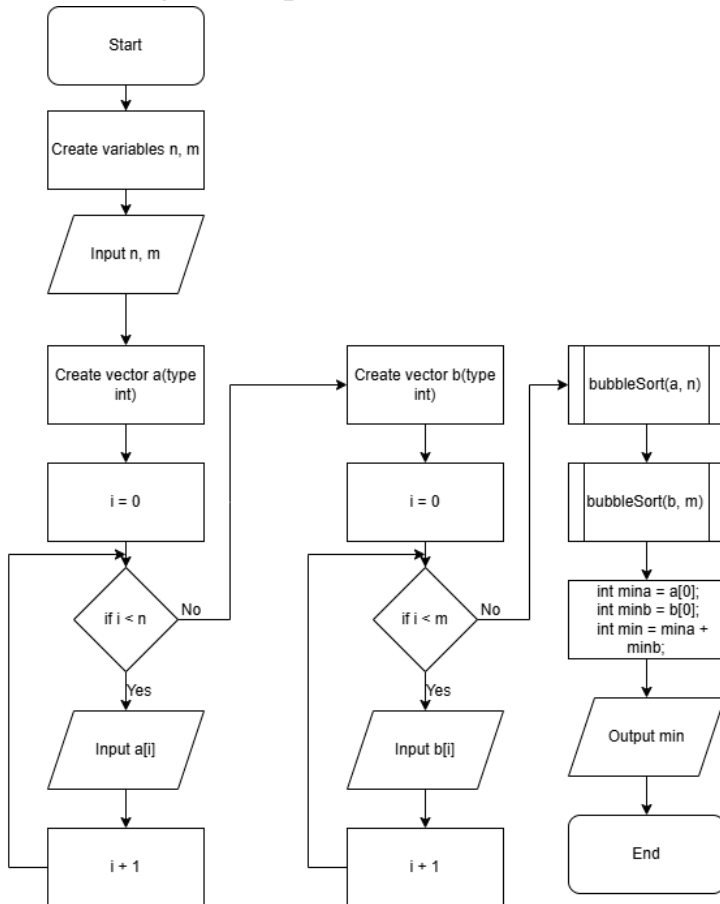 Start
Create variables n, m
Input n, m
Create vector a(type
int)
i = 0
if i < n
No
Yes
Input a[i]
i + 1
Create vector b(type
int)
i = 0
if i < m
No
Yes
Input b[i]
i + 1
bubbleSort(a, n)
bubbleSort(b, m)
int mina = a[0];
int minb = b[0];
int min = mina +
minb;
Output min
End